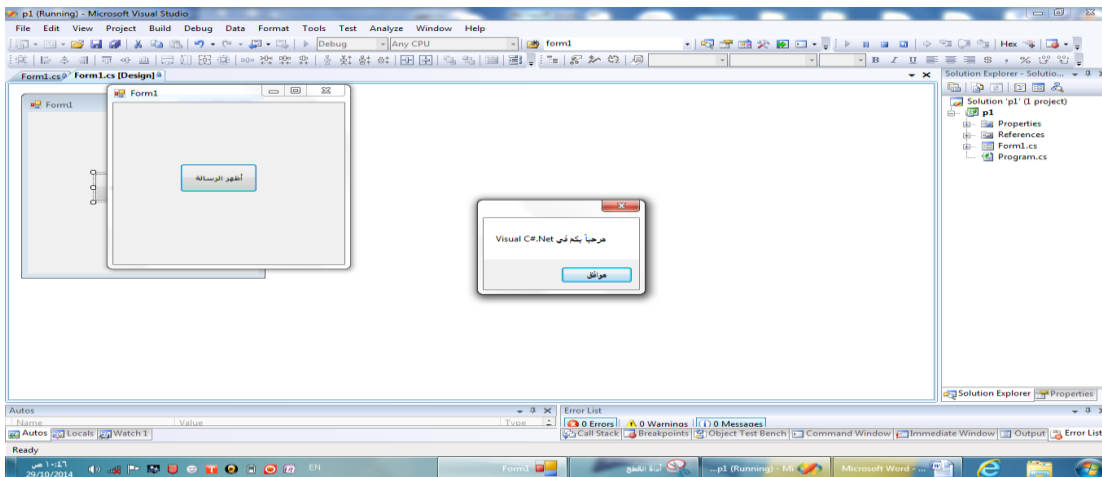 p1 (Running) - Microsoft Visual Studio
File Edit View Project Build Debug Data Format Tools Test Analyze Window Help
Debug Any CPU form1 Hex
Form1.cs Form1.cs [Design]
Solution Explorer - Solutio...
Form1
Form1
أظهر الرسالة
مرحباً بكم في Visual C#.Net
موافق
Solution 'p1' (1 project)
p1
Properties
References
Form1.cs
Program.cs
Solution Explorer Properties
Autos
Name Value Type
Autos Locals Watch 1
Error List
0 Errors 0 Warnings 0 Messages
Call Stack Breakpoints Object Test Bench Command Window Immediate Window Output Error List
Ready
١٠:٤٦ ص
29/10/2014
EN
Form1
أداة القطع
...p1 (Running) - Mi
Microsoft Word - ...